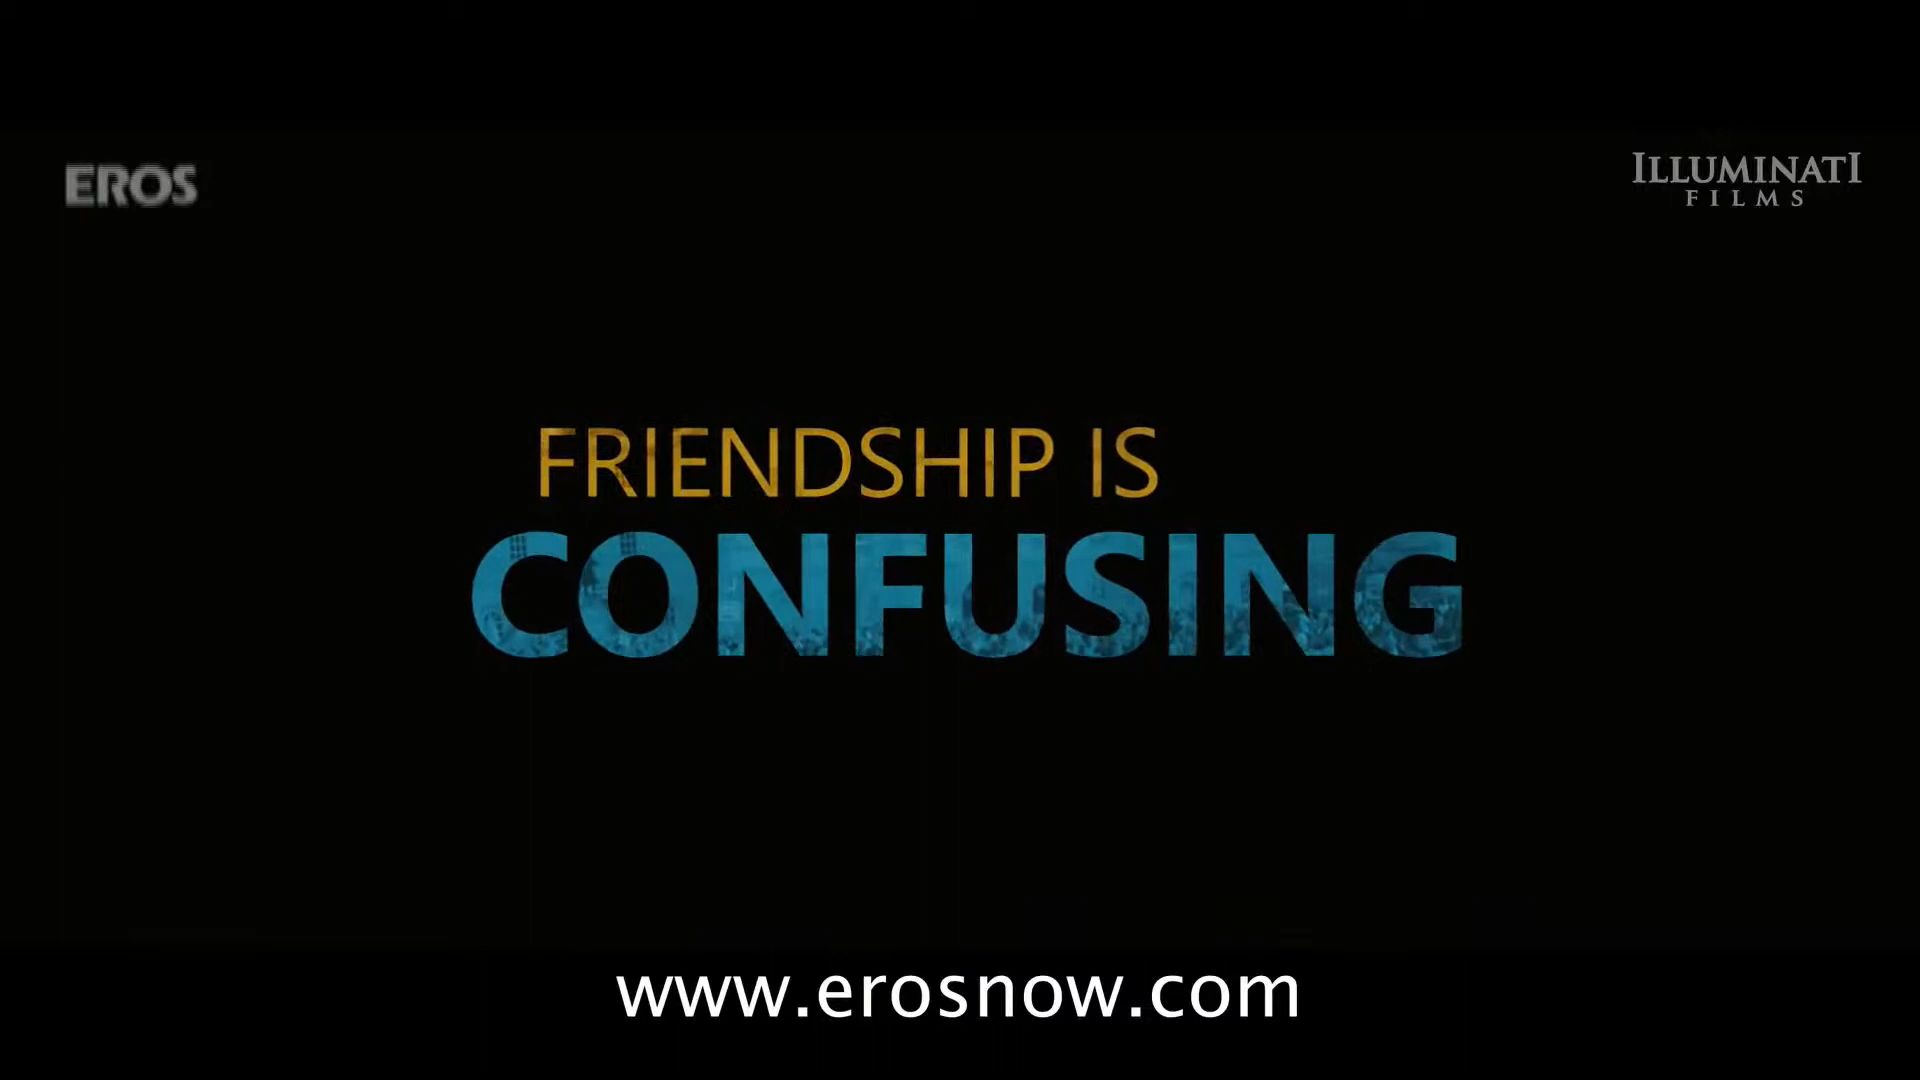 EROS
ILLUMINATI
FILMS
FRIENDSHIP IS
CONFUSING
www.erosnow.com